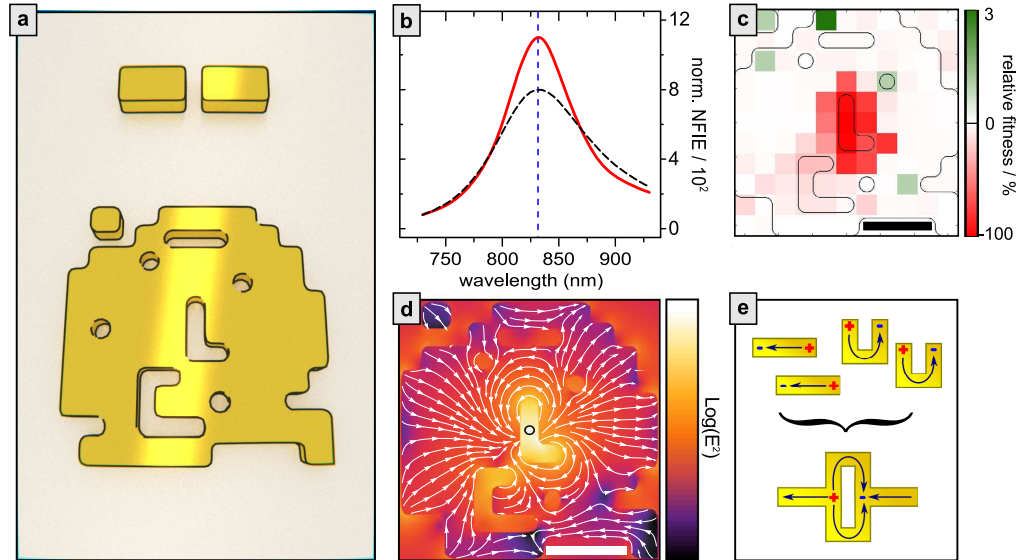 a
b
12
8
4
0
norm. NFIE / 10²
750
800
850
900
wavelength (nm)
c
3
0
-100
relative fitness / %
d
Log(E²)
e
+
-
-
+
+
-
-
+
+
-